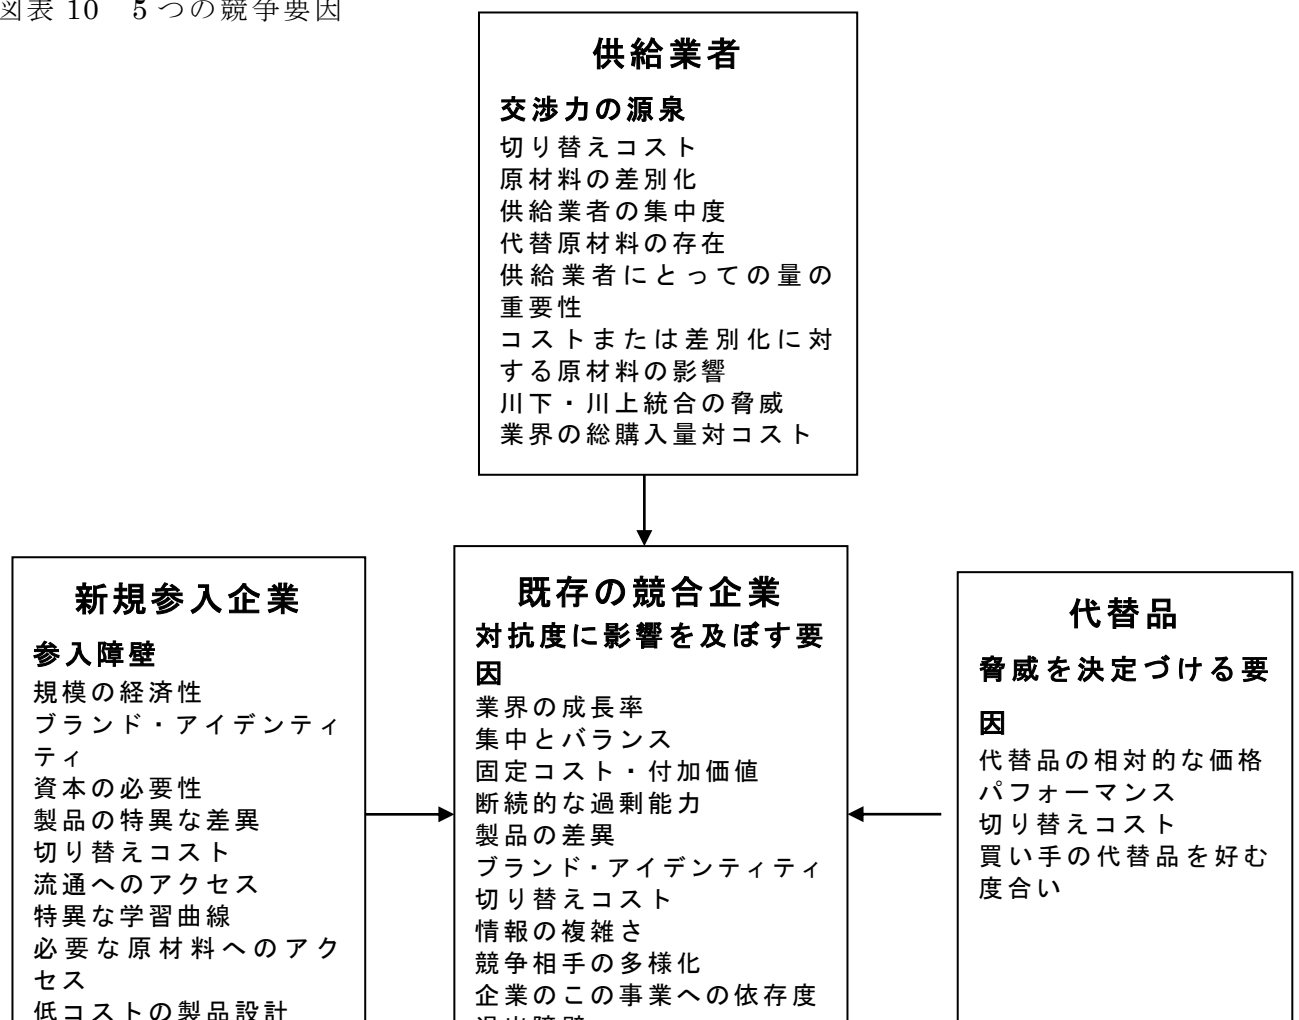 図表 10 5つの競争要因
供給業者
交渉力の源泉
切り替えコスト
原材料の差別化
供給業者の集中度
代替原材料の存在
供給業者にとっての量の
重要性
コストまたは差別化に対
する原材料の影響
川下・川上統合の脅威
業界の総購入量対コスト
新規参入企業
参入障壁
規模の経済性
ブランド・アイデンティ
ティ
資本の必要性
製品の特異な差異
切り替えコスト
流通へのアクセス
特異な学習曲線
必要な原材料へのアク
セス
低コストの製品設計
既存の競合企業
対抗度に影響を及ぼす要
因
業界の成長率
集中とバランス
固定コスト・付加価値
断続的な過剰能力
製品の差異
ブランド・アイデンティティ
切り替えコスト
情報の複雑さ
競争相手の多様化
企業のこの事業への依存度
代替品
脅威を決定づける要
因
代替品の相対的な価格
パフォーマンス
切り替えコスト
買い手の代替品を好む
度合い